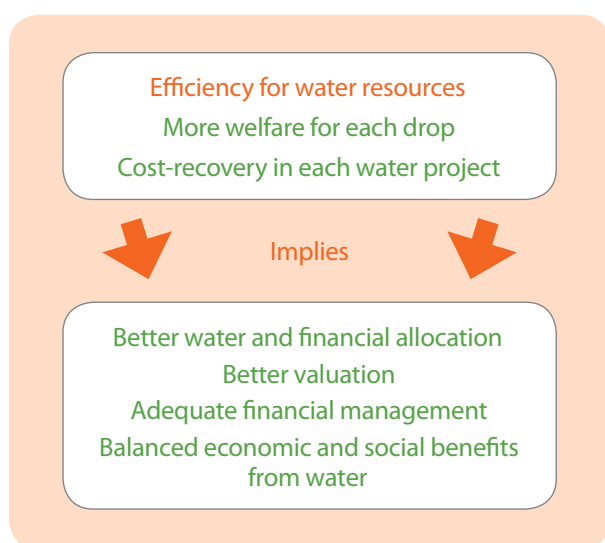 Efficiency for water resources
More welfare for each drop
Cost-recovery in each water project
Implies
Better water and financial allocation
Better valuation
Adequate financial management
Balanced economic and social benefits
from water